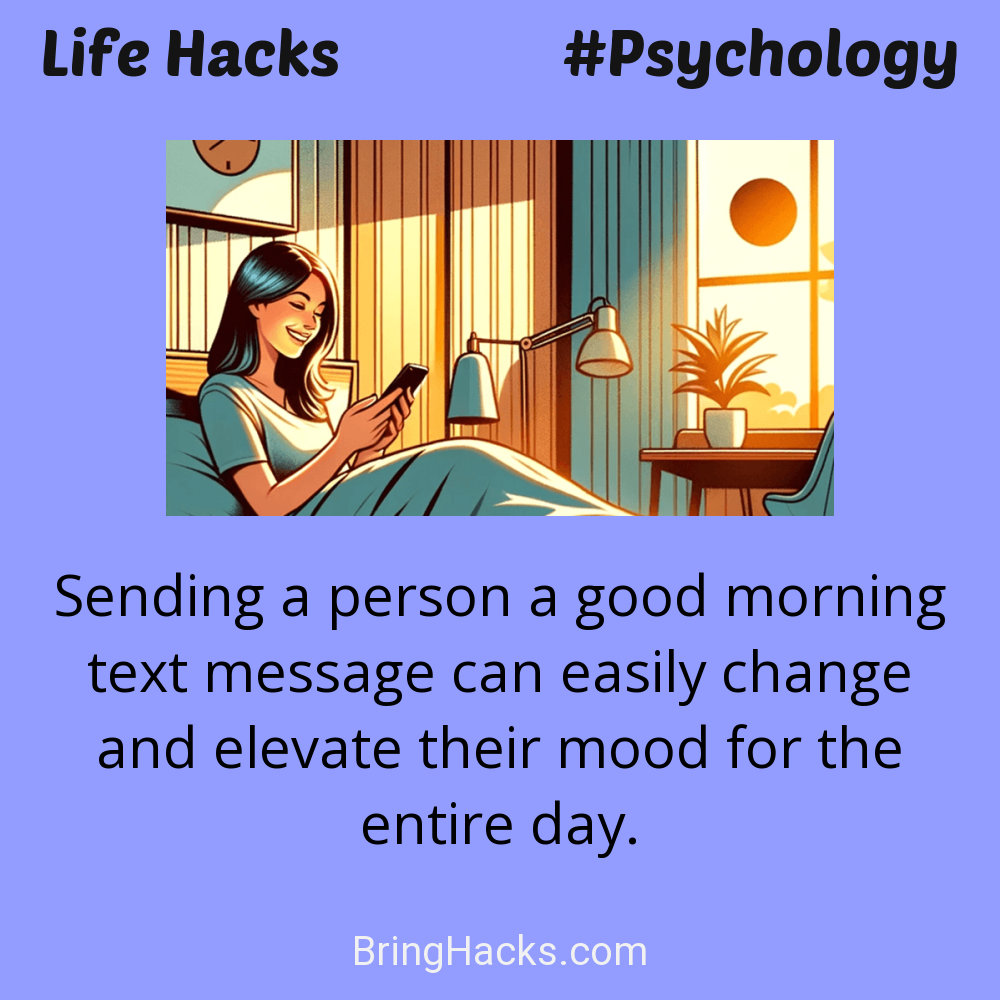 Life Hacks #Psychology
Sending a person a good morning
text message can easily change
and elevate their mood for the
entire day.
BringHacks.com